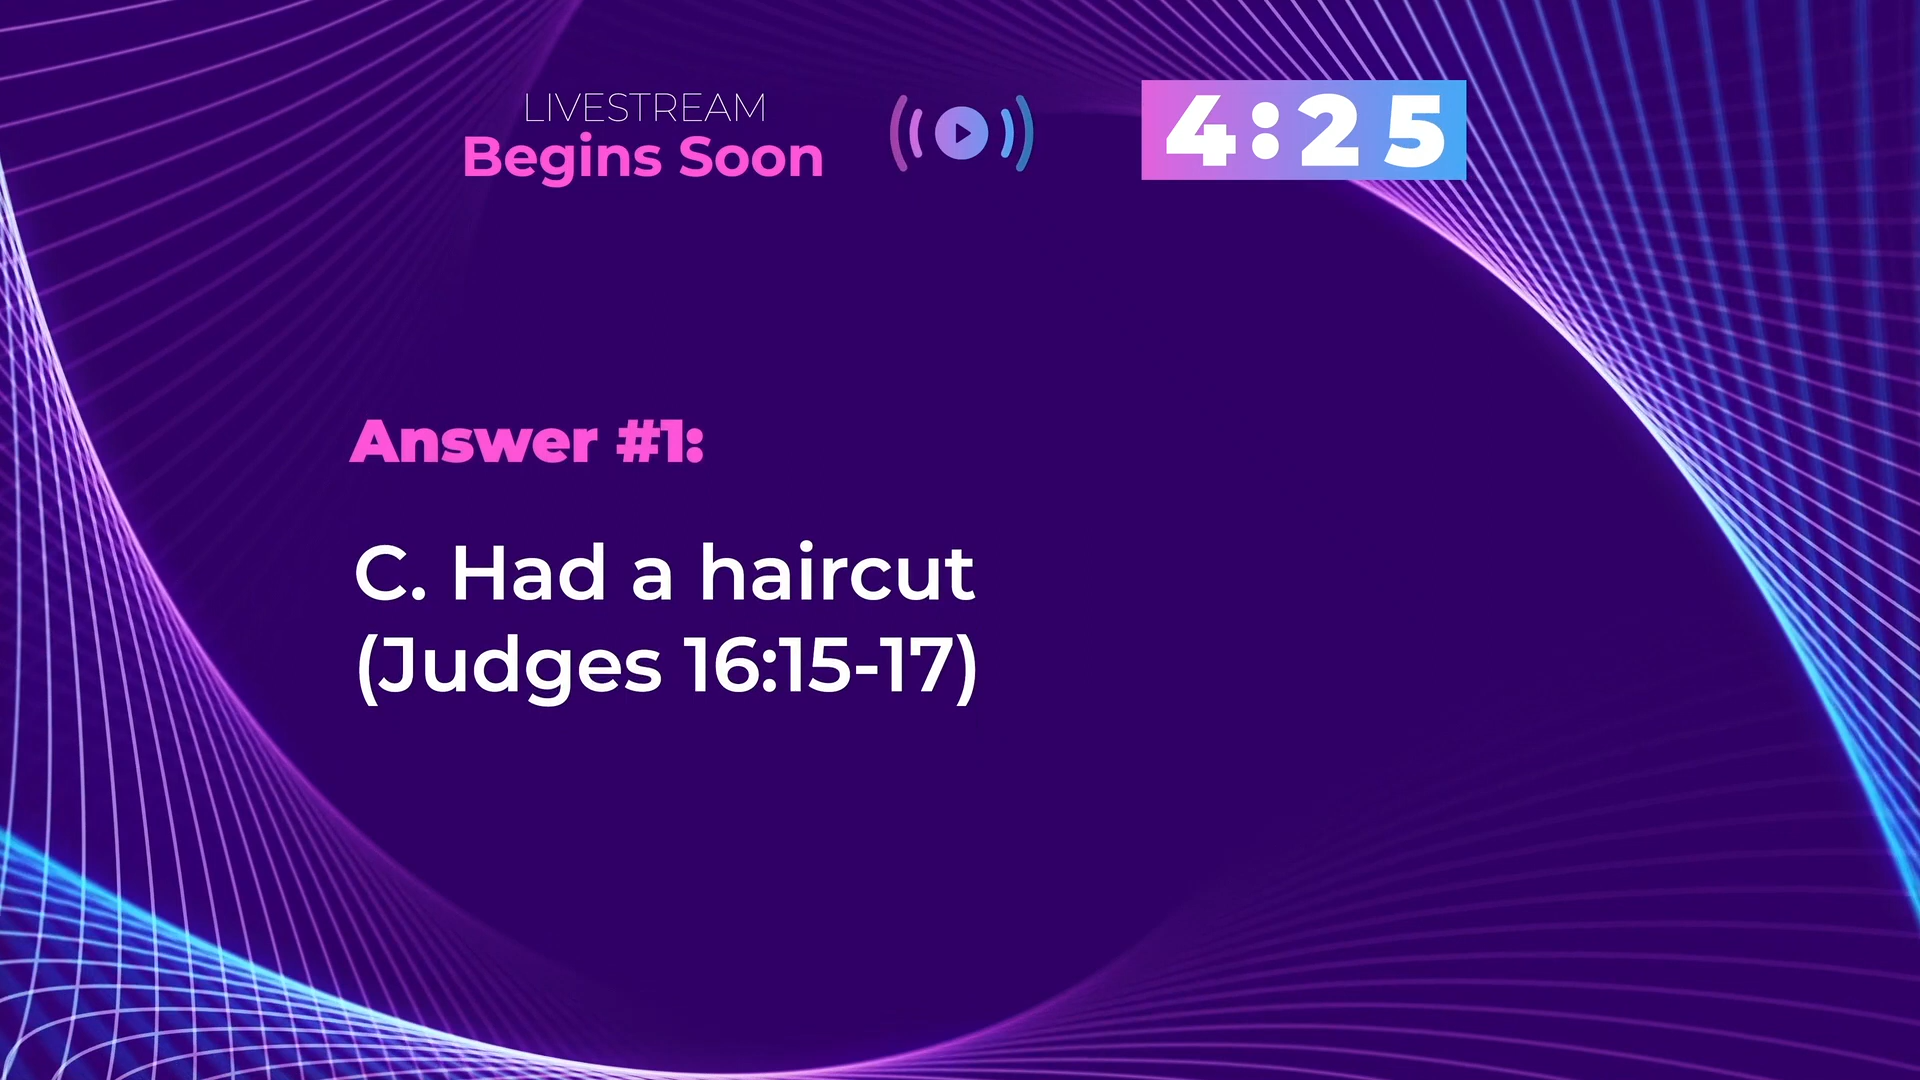 LIVESTREAM
Begins Soon
4:25
Answer #1:
C. Had a haircut
(Judges 16:15-17)